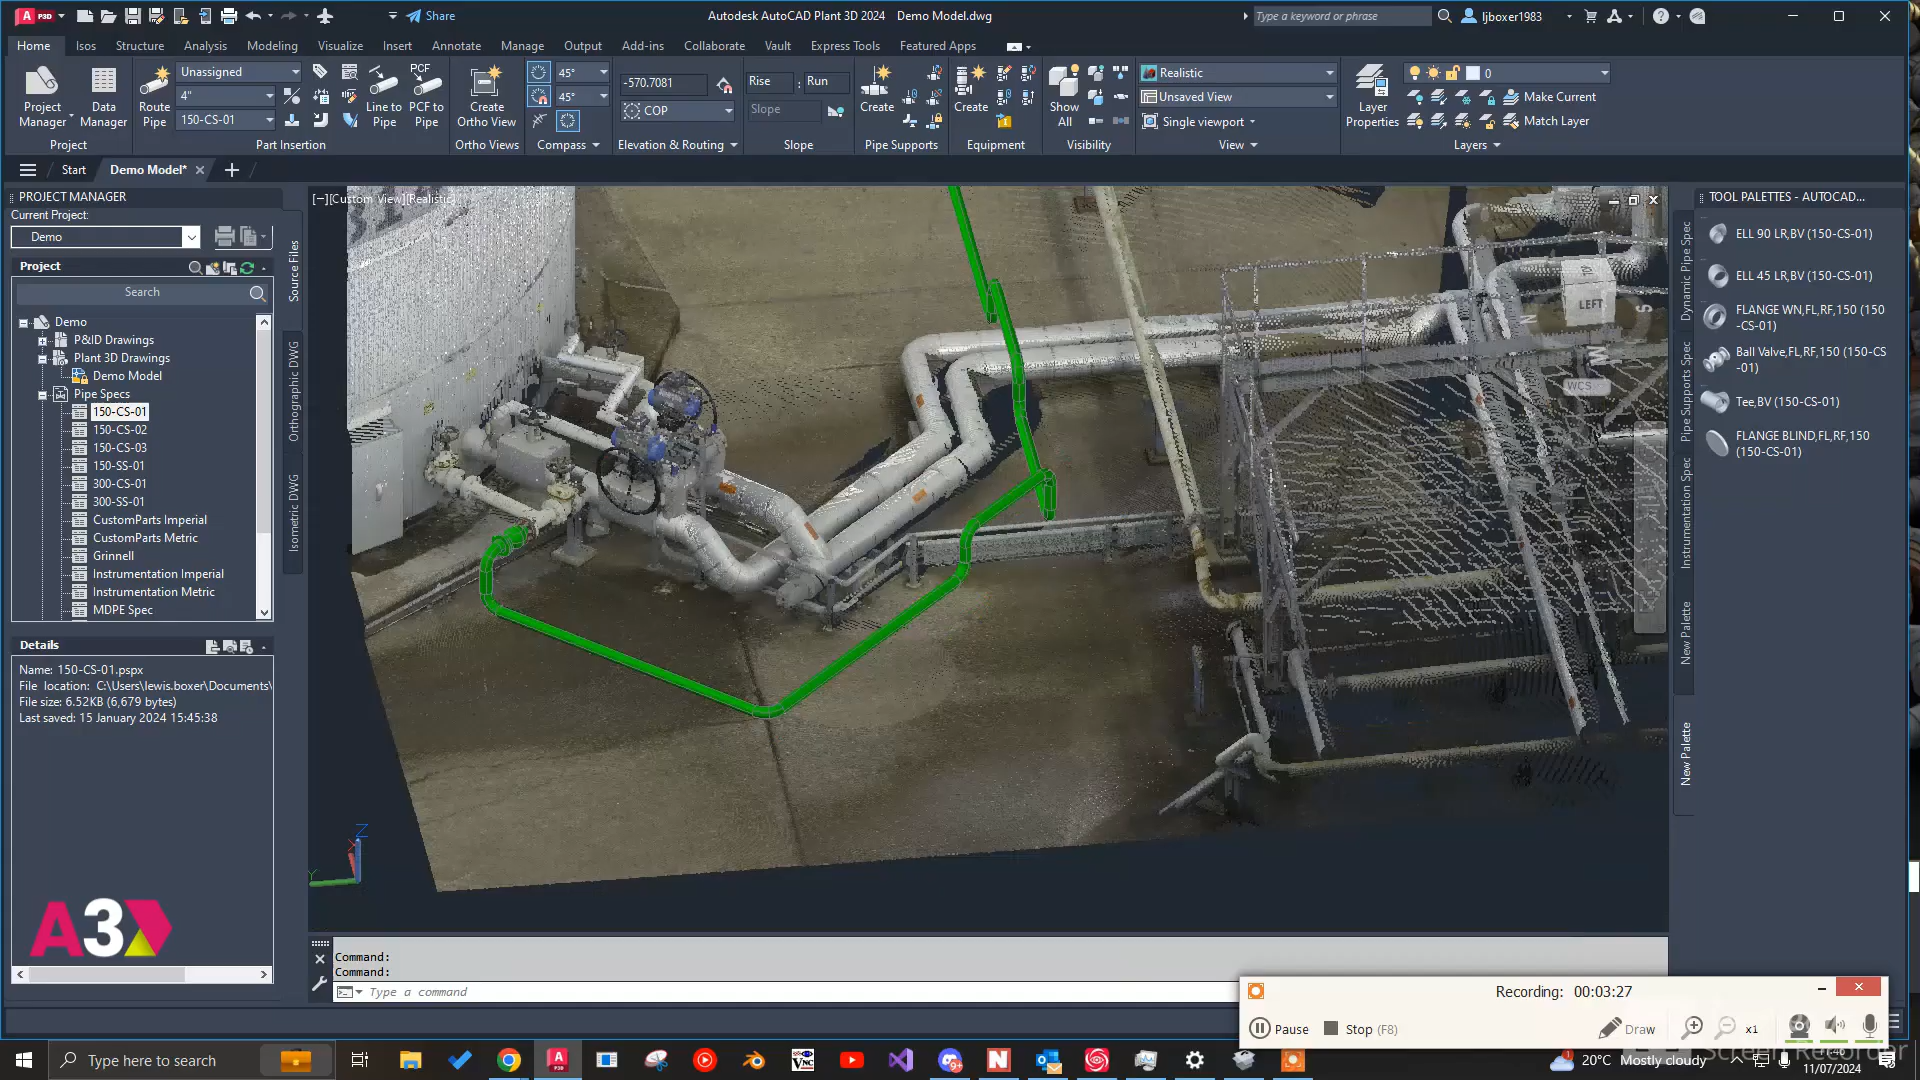 Share
Autodesk AutoCAD Plant 3D 2024 Demo Model.dwg
Type a keyword or phrase
ljboxer1983
Home Isos Structure Analysis Modeling Visualize Insert Annotate Manage Output Add-ins Collaborate Vault Express Tools Featured Apps
Project Manager
Data Manager
Project
Route Pipe
Unassigned
4"
150-CS-01
Line to Pipe
PCF
PCF to Pipe
Part Insertion
Create Ortho View
Ortho Views
45°
45°
Compass
-570.7081
COP
Elevation & Routing
Rise : Run
Slope
Slope
Create
Pipe Supports
Create
Equipment
Show All
Visibility
Realistic
Unsaved View
Single viewport
View
Layer Properties
0
Make Current
Match Layer
Layers
Start
Demo Model*
PROJECT MANAGER
Current Project:
Demo
Project
Search
Demo
P&ID Drawings
Plant 3D Drawings
Demo Model
Pipe Specs
150-CS-01
150-CS-02
150-CS-03
150-SS-01
300-CS-01
300-SS-01
CustomParts Imperial
CustomParts Metric
Grinnell
Instrumentation Imperial
Instrumentation Metric
MDPE Spec
Source Files
Orthographic DWG
Isometric DWG
Details
Name: 150-CS-01.pspx
File location: C:\Users\lewis.boxer\Documents\
File size: 6.52KB (6,679 bytes)
Last saved: 15 January 2024 15:45:38
A3D
[−][Custom View][Realistic]
LEFT
N
S
W
WCS
Z
X
Y
TOOL PALETTES - AUTOCAD...
Dynamic Pipe Spec
Pipe Supports Spec
Instrumentation Spec
New Palette
New Palette
ELL 90 LR,BV (150-CS-01)
ELL 45 LR,BV (150-CS-01)
FLANGE WN,FL,RF,150 (150
-CS-01)
Ball Valve,FL,RF,150 (150-CS
-01)
Tee,BV (150-CS-01)
FLANGE BLIND,FL,RF,150
(150-CS-01)
Command:
Command:
Type a command
Recording: 00:03:27
Pause
Stop (F8)
Draw
x1
Screen Recorder
Type here to search
20°C Mostly cloudy
11:40
11/07/2024